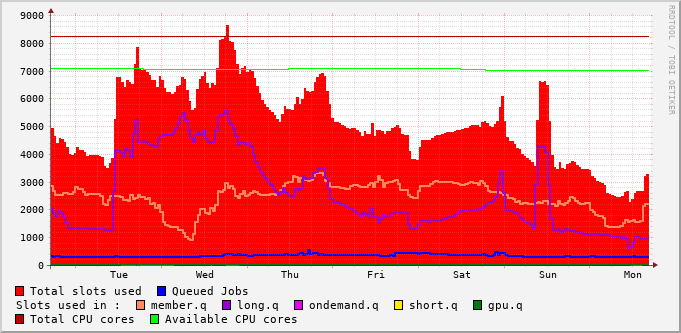 9000
8000
7000
6000
5000
4000
3000
2000
1000
0
Tue Wed Thu Fri Sat Sun Mon
RRDTOOL / TOBI OETIKER
Total slots used Queued Jobs
Slots used in : member.q long.q ondemand.q short.q gpu.q
Total CPU cores Available CPU cores